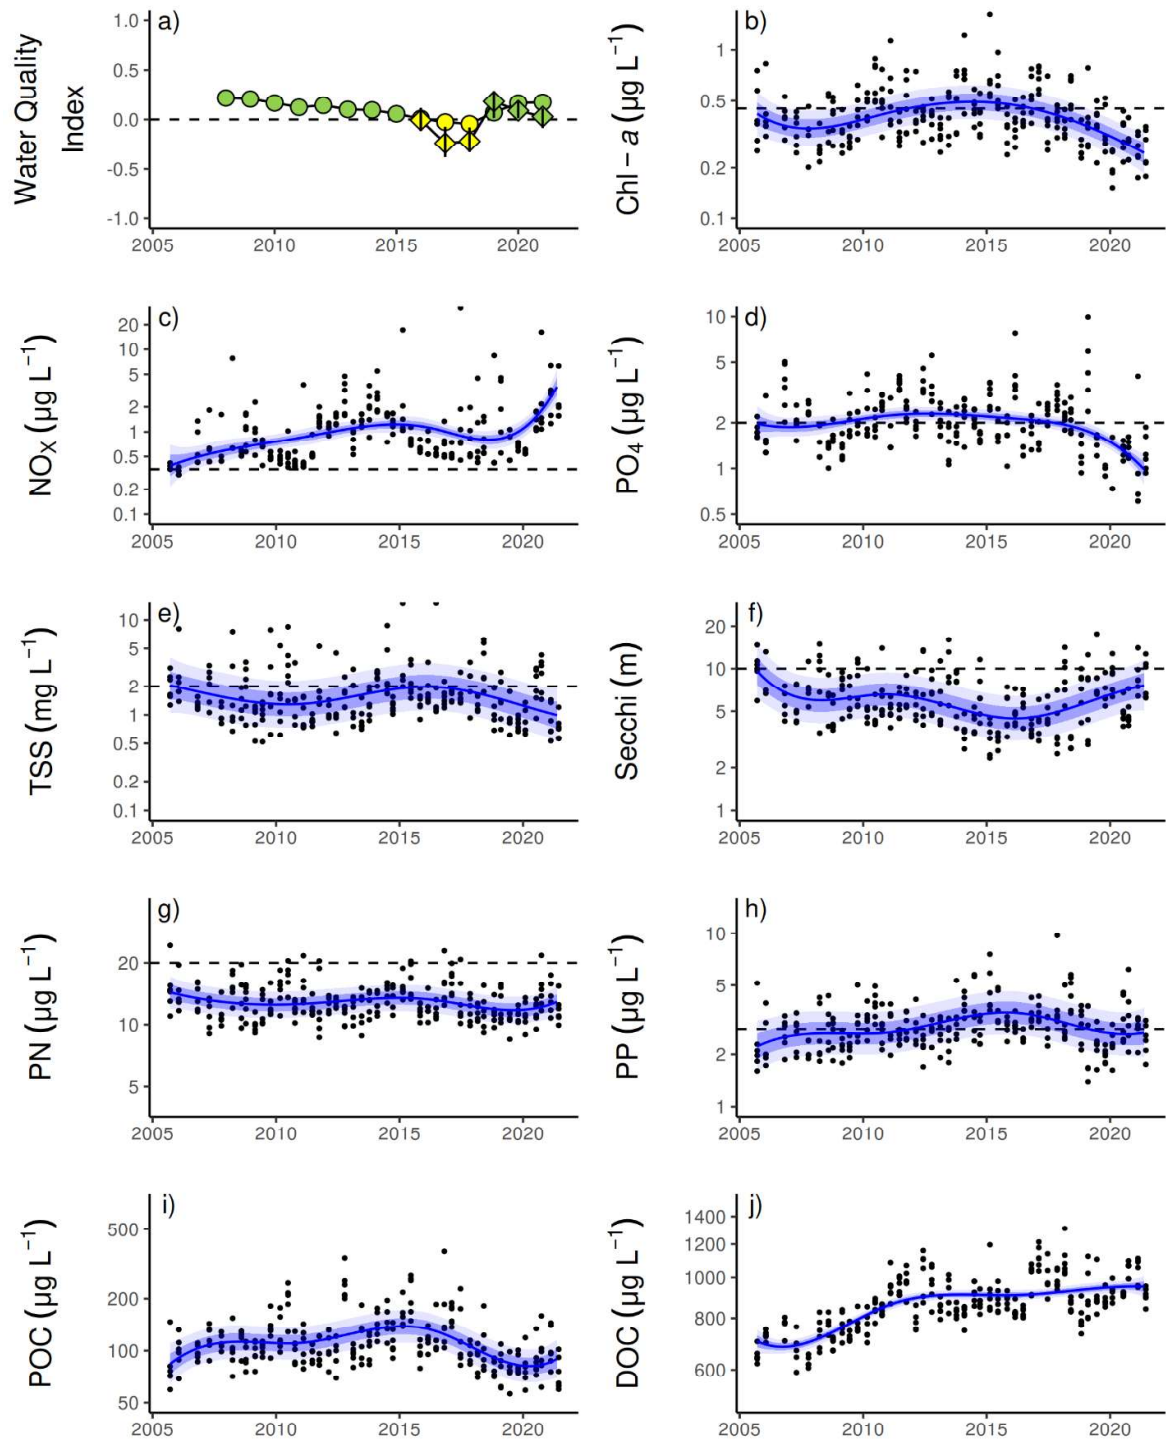 a)
Water Quality
Index
1.0
0.5
0.0
-0.5
-1.0
2005 2010 2015 2020
b)
Chl − a (µg L⁻¹)
1
0.5
0.2
0.1
2005 2010 2015 2020
c)
NOX (µg L⁻¹)
20
10
5
2
1
0.5
0.2
0.1
2005 2010 2015 2020
d)
PO4 (µg L⁻¹)
10
5
2
1
0.5
2005 2010 2015 2020
e)
TSS (mg L⁻¹)
10
5
2
1
0.5
0.2
0.1
2005 2010 2015 2020
f)
Secchi (m)
20
10
5
2
1
2005 2010 2015 2020
g)
PN (µg L⁻¹)
20
10
5
2005 2010 2015 2020
h)
PP (µg L⁻¹)
10
5
2
1
2005 2010 2015 2020
i)
POC (µg L⁻¹)
500
200
100
50
2005 2010 2015 2020
j)
DOC (µg L⁻¹)
1400
1200
1000
800
600
2005 2010 2015 2020